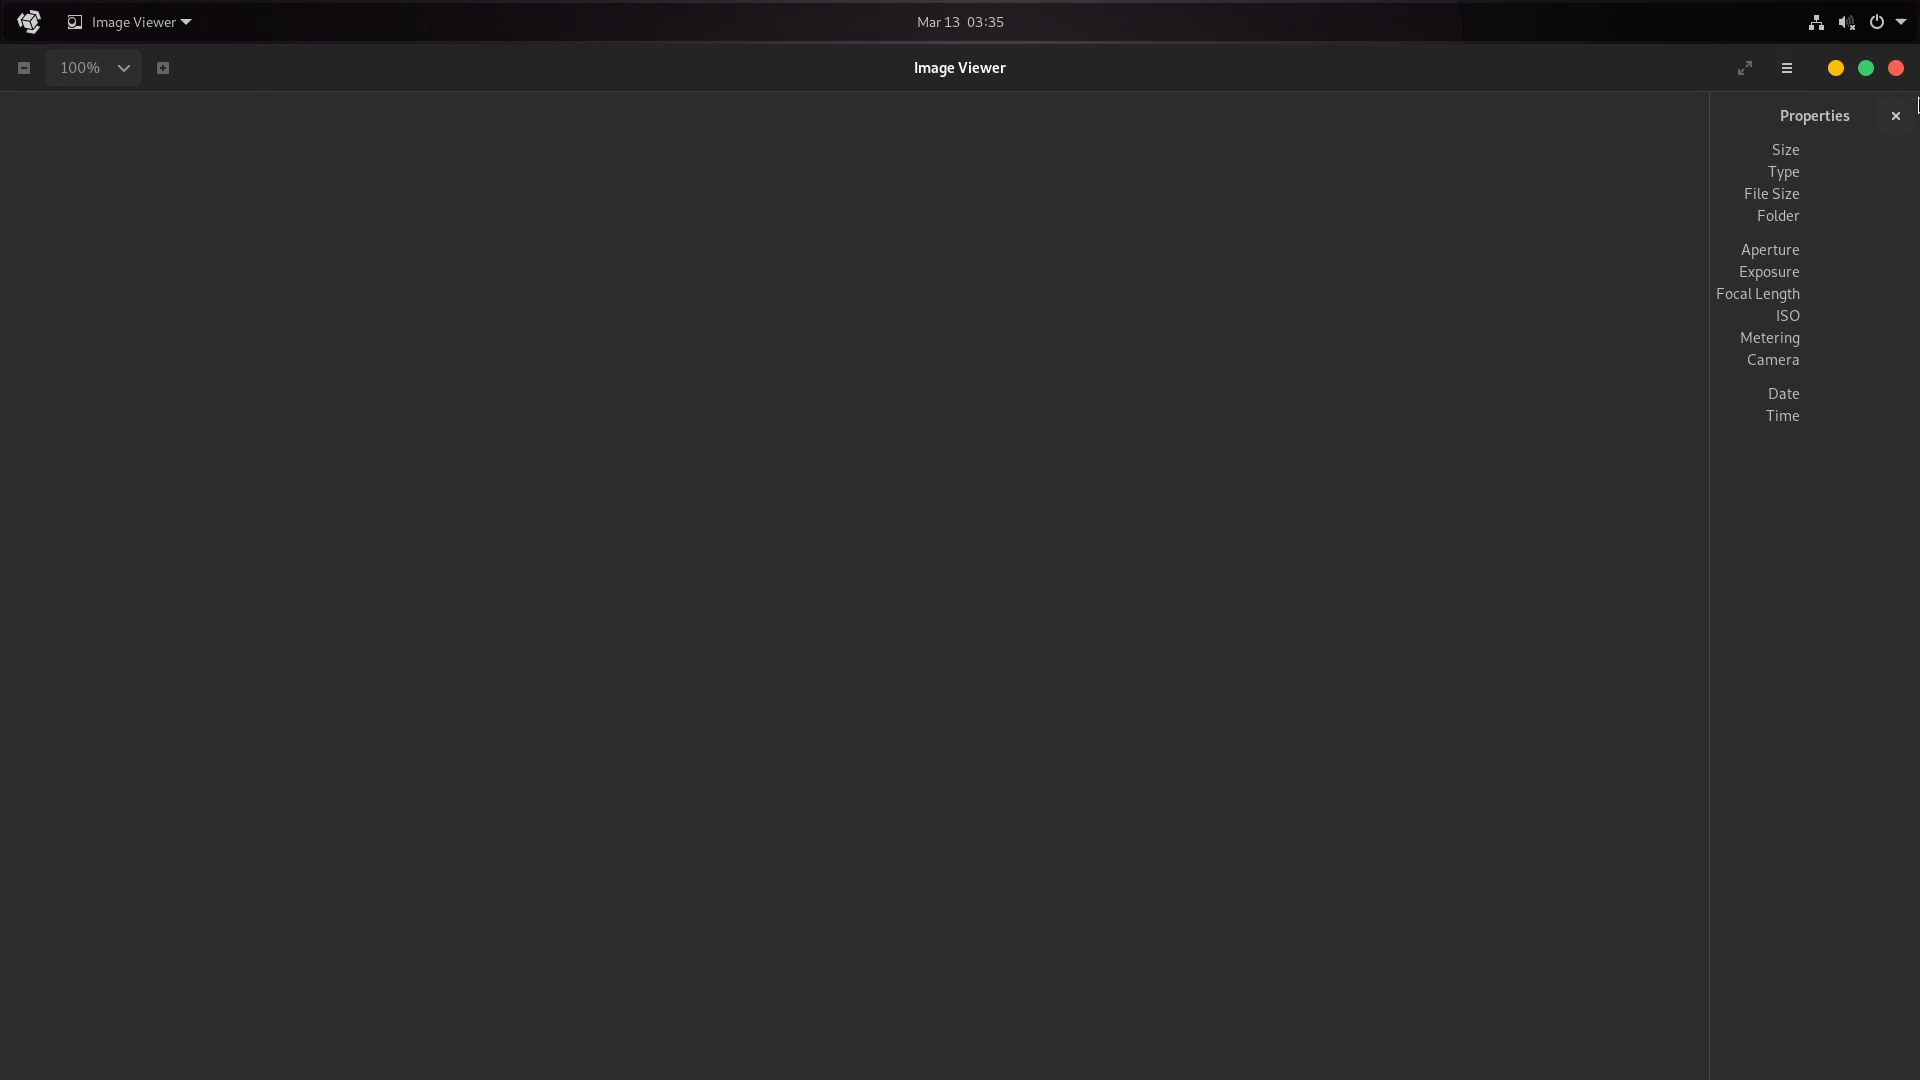 Image Viewer
Mar 13 03:35
100%
Image Viewer
Properties
Size
Type
File Size
Folder
Aperture
Exposure
Focal Length
ISO
Metering
Camera
Date
Time